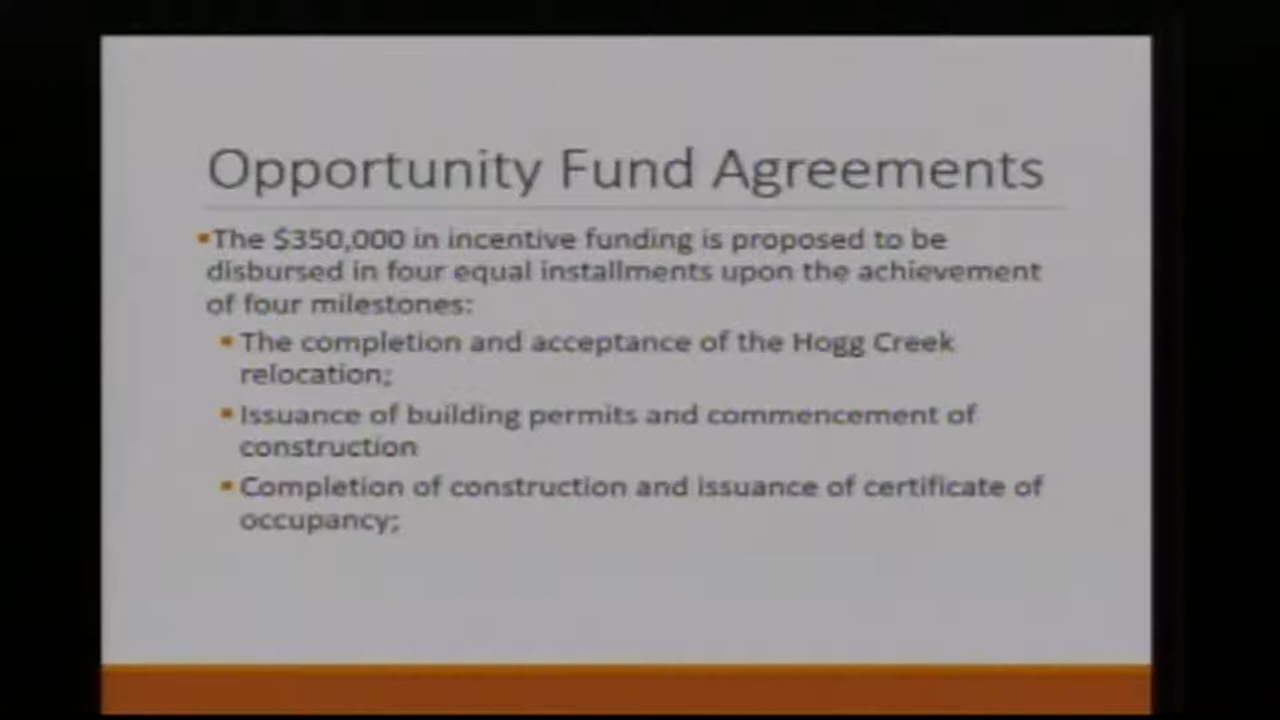 Opportunity Fund Agreements
▪The $350,000 in incentive funding is proposed to be
disbursed in four equal installments upon the achievement
of four milestones:
▪The completion and acceptance of the Hogg Creek
relocation;
▪Issuance of building permits and commencement of
construction
▪Completion of construction and issuance of certificate of
occupancy;